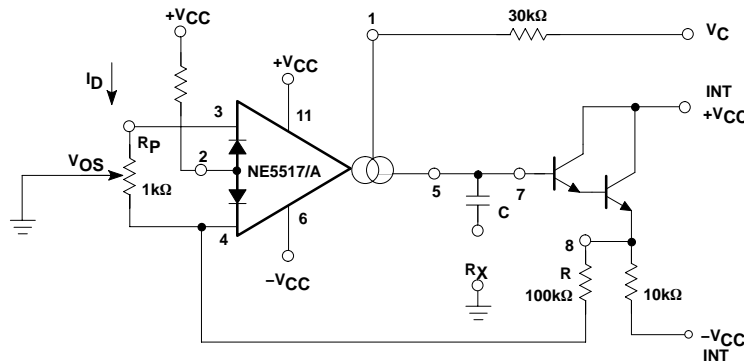 +VCC
1
30kΩ
VC
ID
+VCC
INT
+VCC
3
11
RP
VOS
2
NE5517/A
1kΩ
5
7
C
4
6
8
−VCC
RX
R
100kΩ
10kΩ
−VCC
INT